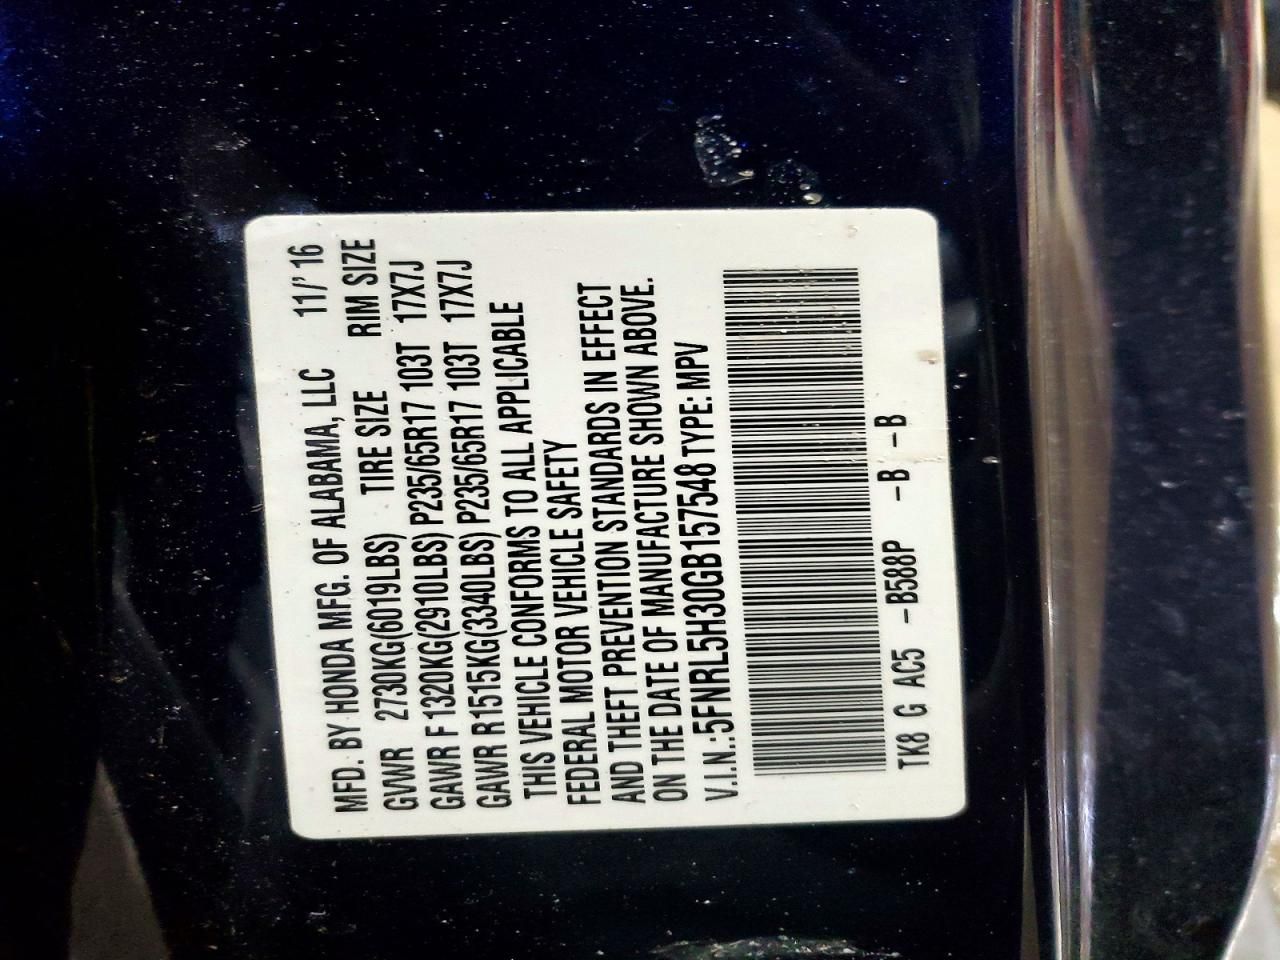 MFD. BY HONDA MFG. OF ALABAMA, LLC 11/' 16
GVWR 2730KG(6019LBS) TIRE SIZE RIM SIZE
GAWR F 1320KG(2910LBS) P235/65R17 103T 17X7J
GAWR R1515KG(3340LBS) P235/65R17 103T 17X7J
THIS VEHICLE CONFORMS TO ALL APPLICABLE
FEDERAL MOTOR VEHICLE SAFETY
AND THEFT PREVENTION STANDARDS IN EFFECT
ON THE DATE OF MANUFACTURE SHOWN ABOVE.
V.I.N.:5FNRL5H30GB157548 TYPE: MPV
TK8 G AC5 -B588P -B -B